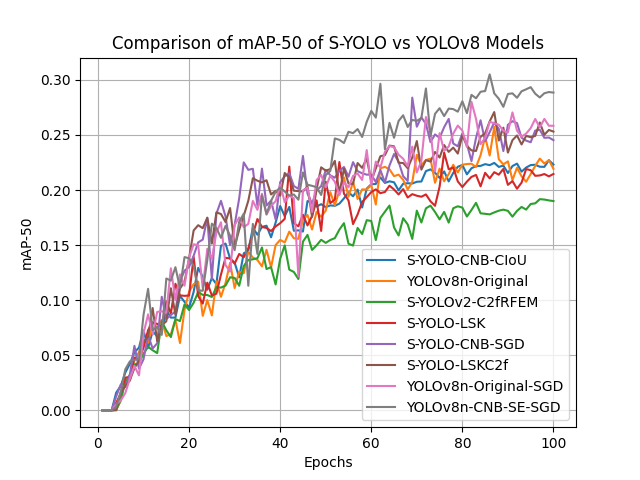 Comparison of mAP-50 of S-YOLO vs YOLOv8 Models
mAP-50
0.30
0.25
0.20
0.15
0.10
0.05
0.00
0 20 40 60 80 100
Epochs
S-YOLO-CNB-CIoU
YOLOv8n-Original
S-YOLOv2-C2fRFEM
S-YOLO-LSK
S-YOLO-CNB-SGD
S-YOLO-LSKC2f
YOLOv8n-Original-SGD
YOLOv8n-CNB-SE-SGD